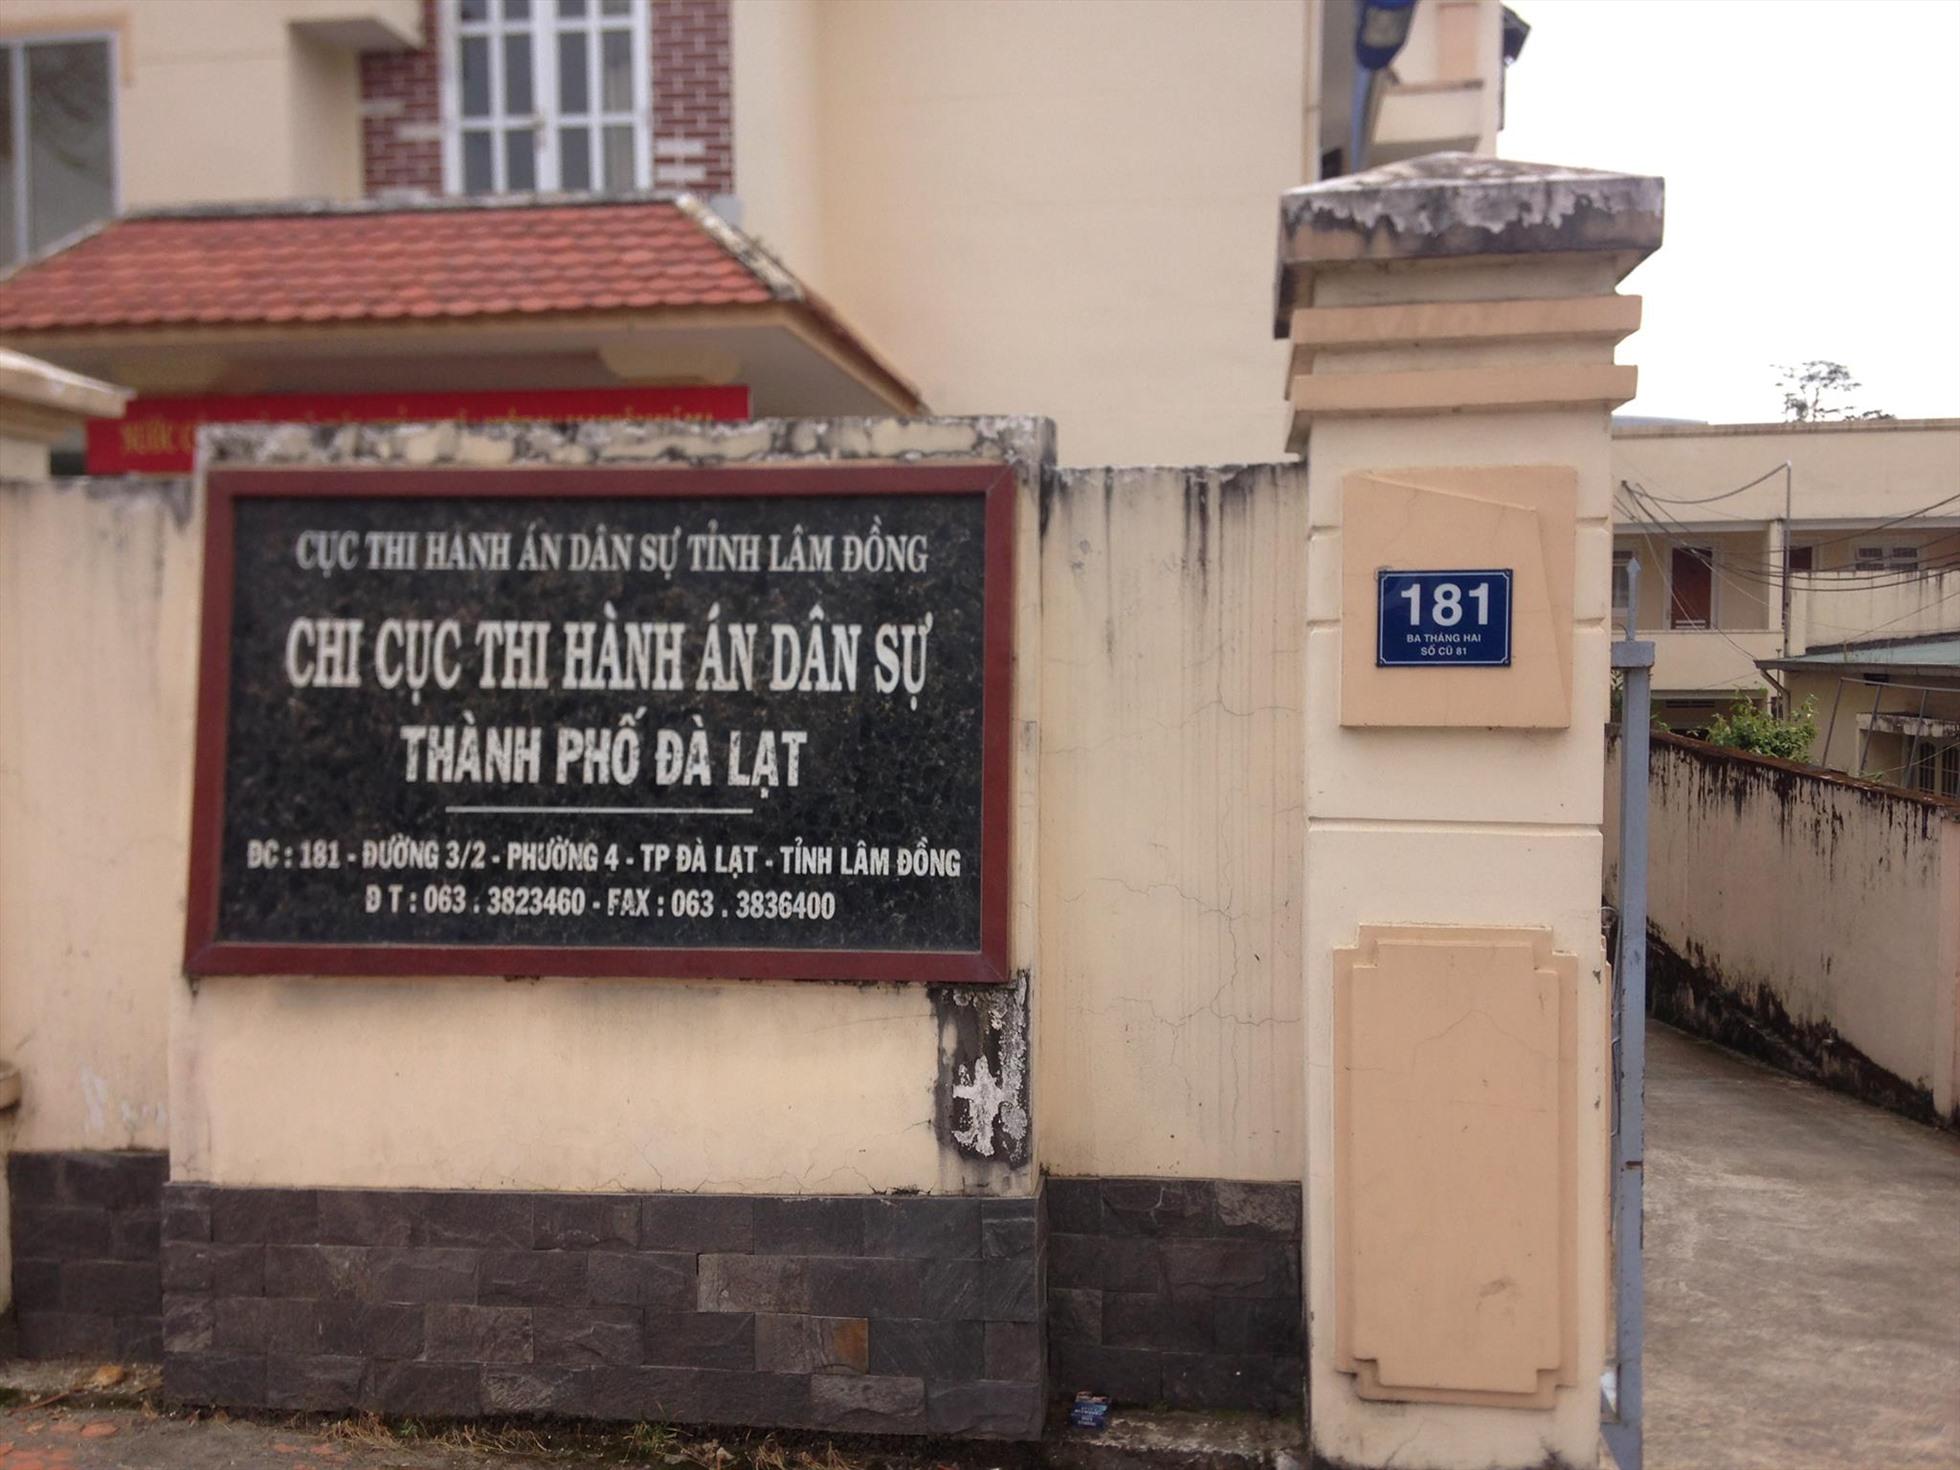 NƯỚC
CỤC THI HÀNH ÁN DÂN SỰ TỈNH LÂM ĐỒNG
CHI CỤC THI HÀNH ÁN DÂN SỰ
THÀNH PHỐ ĐÀ LẠT
ĐC : 181 - ĐƯỜNG 3/2 - PHƯỜNG 4 - TP ĐÀ LẠT - TỈNH LÂM ĐỒNG
ĐT : 063 . 3823460 - FAX : 063 . 3836400
181
BA THÁNG HAI
SỐ CŨ 81